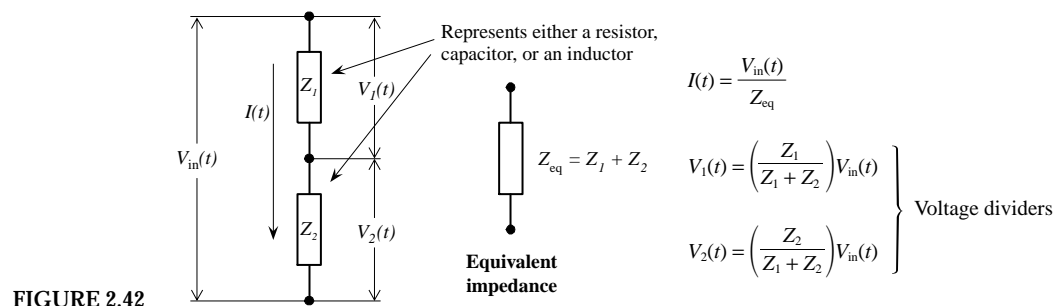 Represents either a resistor,
capacitor, or an inductor
Z1
V1(t)
I(t)
Vin(t)
Z2
V2(t)
Zeq = Z1 + Z2
Equivalent
impedance
I(t) = Vin(t) / Zeq
V1(t) = (Z1 / Z1 + Z2) Vin(t)
V2(t) = (Z2 / Z1 + Z2) Vin(t)
Voltage dividers
FIGURE 2.42